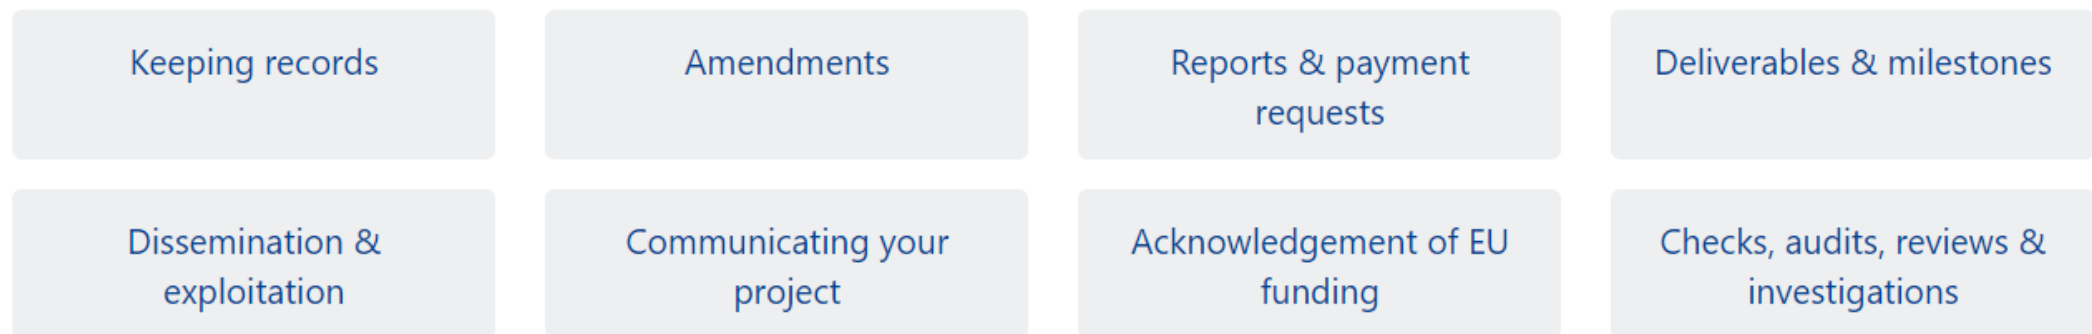 Keeping records
Amendments
Reports & payment
requests
Deliverables & milestones
Dissemination &
exploitation
Communicating your
project
Acknowledgement of EU
funding
Checks, audits, reviews &
investigations